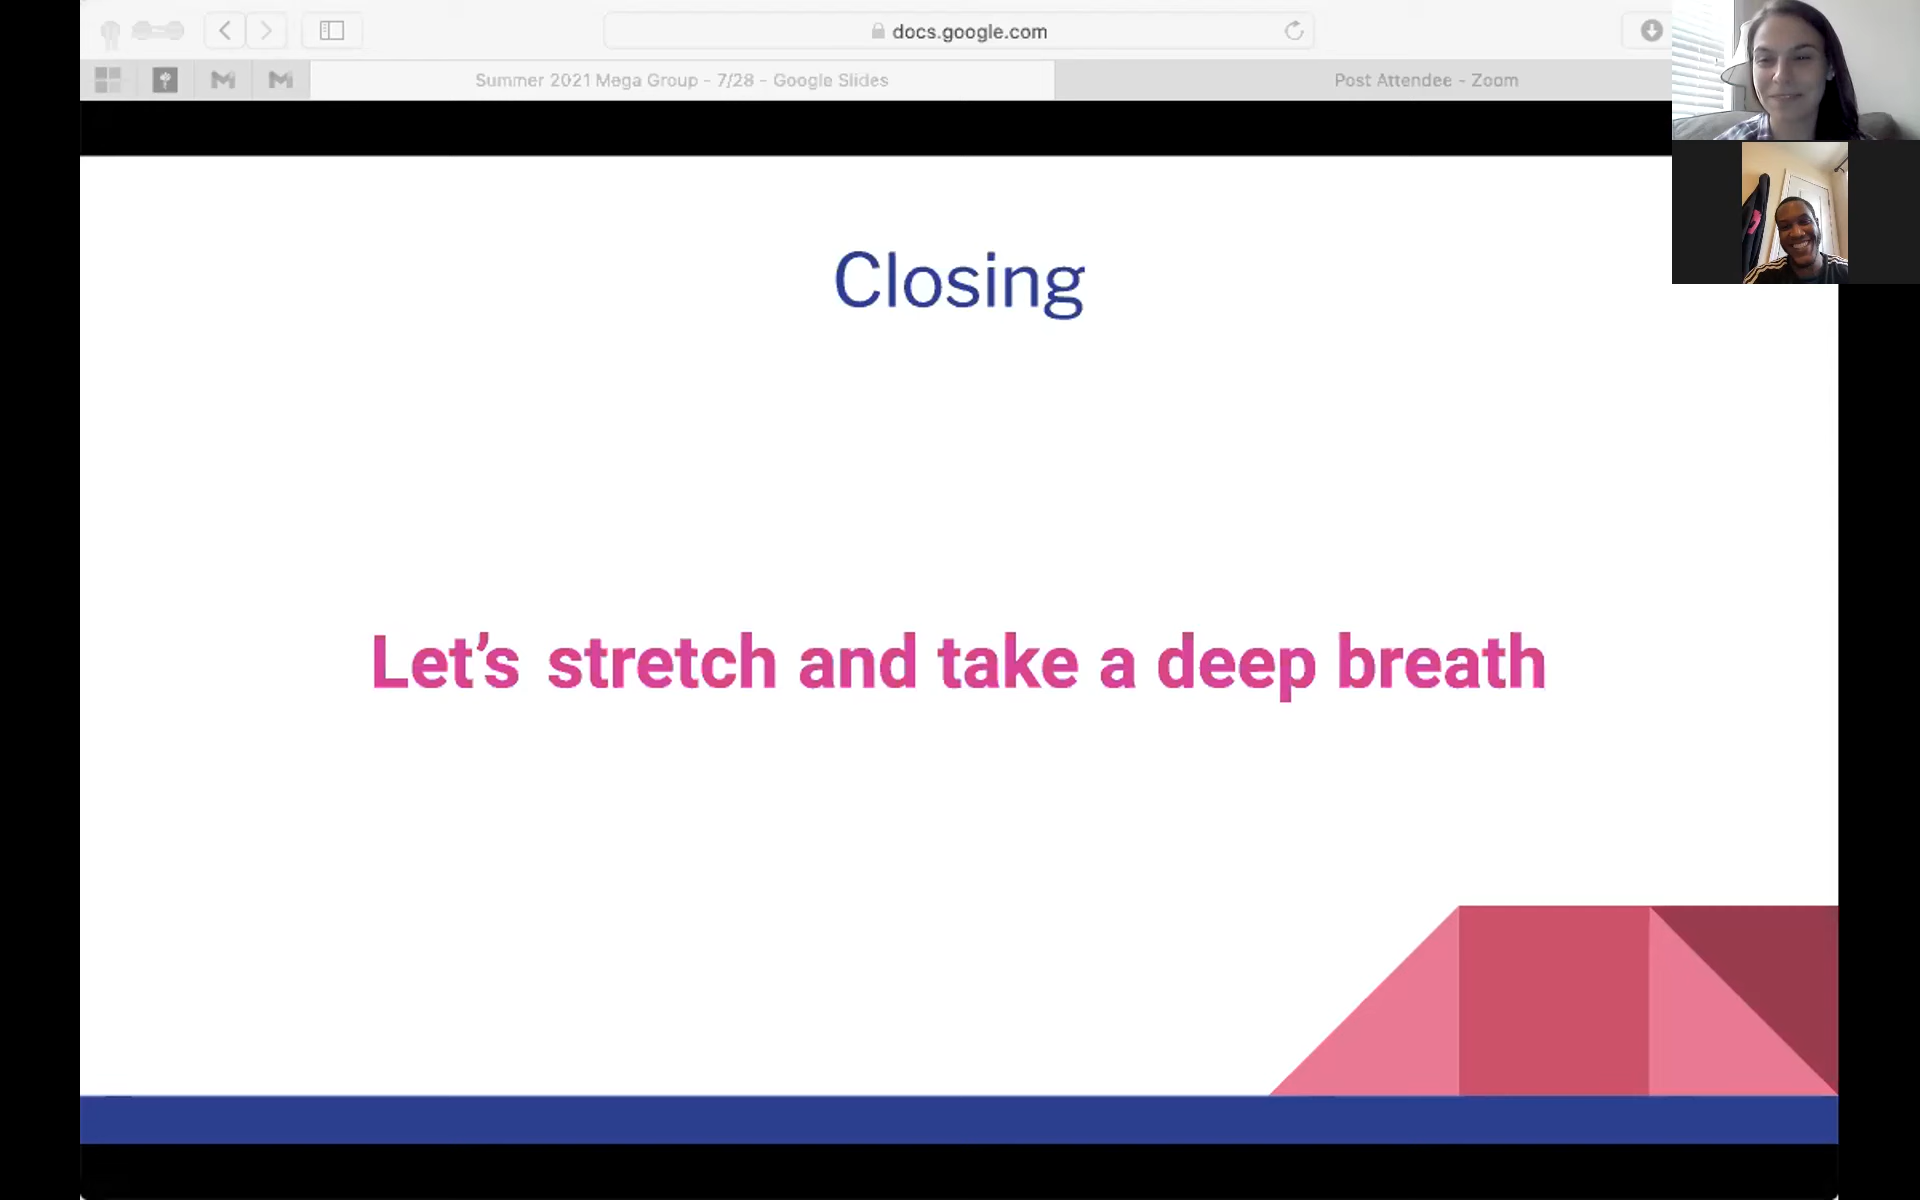 docs.google.com
Summer 2021 Mega Group - 7/28 - Google Slides
Post Attendee - Zoom
Closing
Let's stretch and take a deep breath